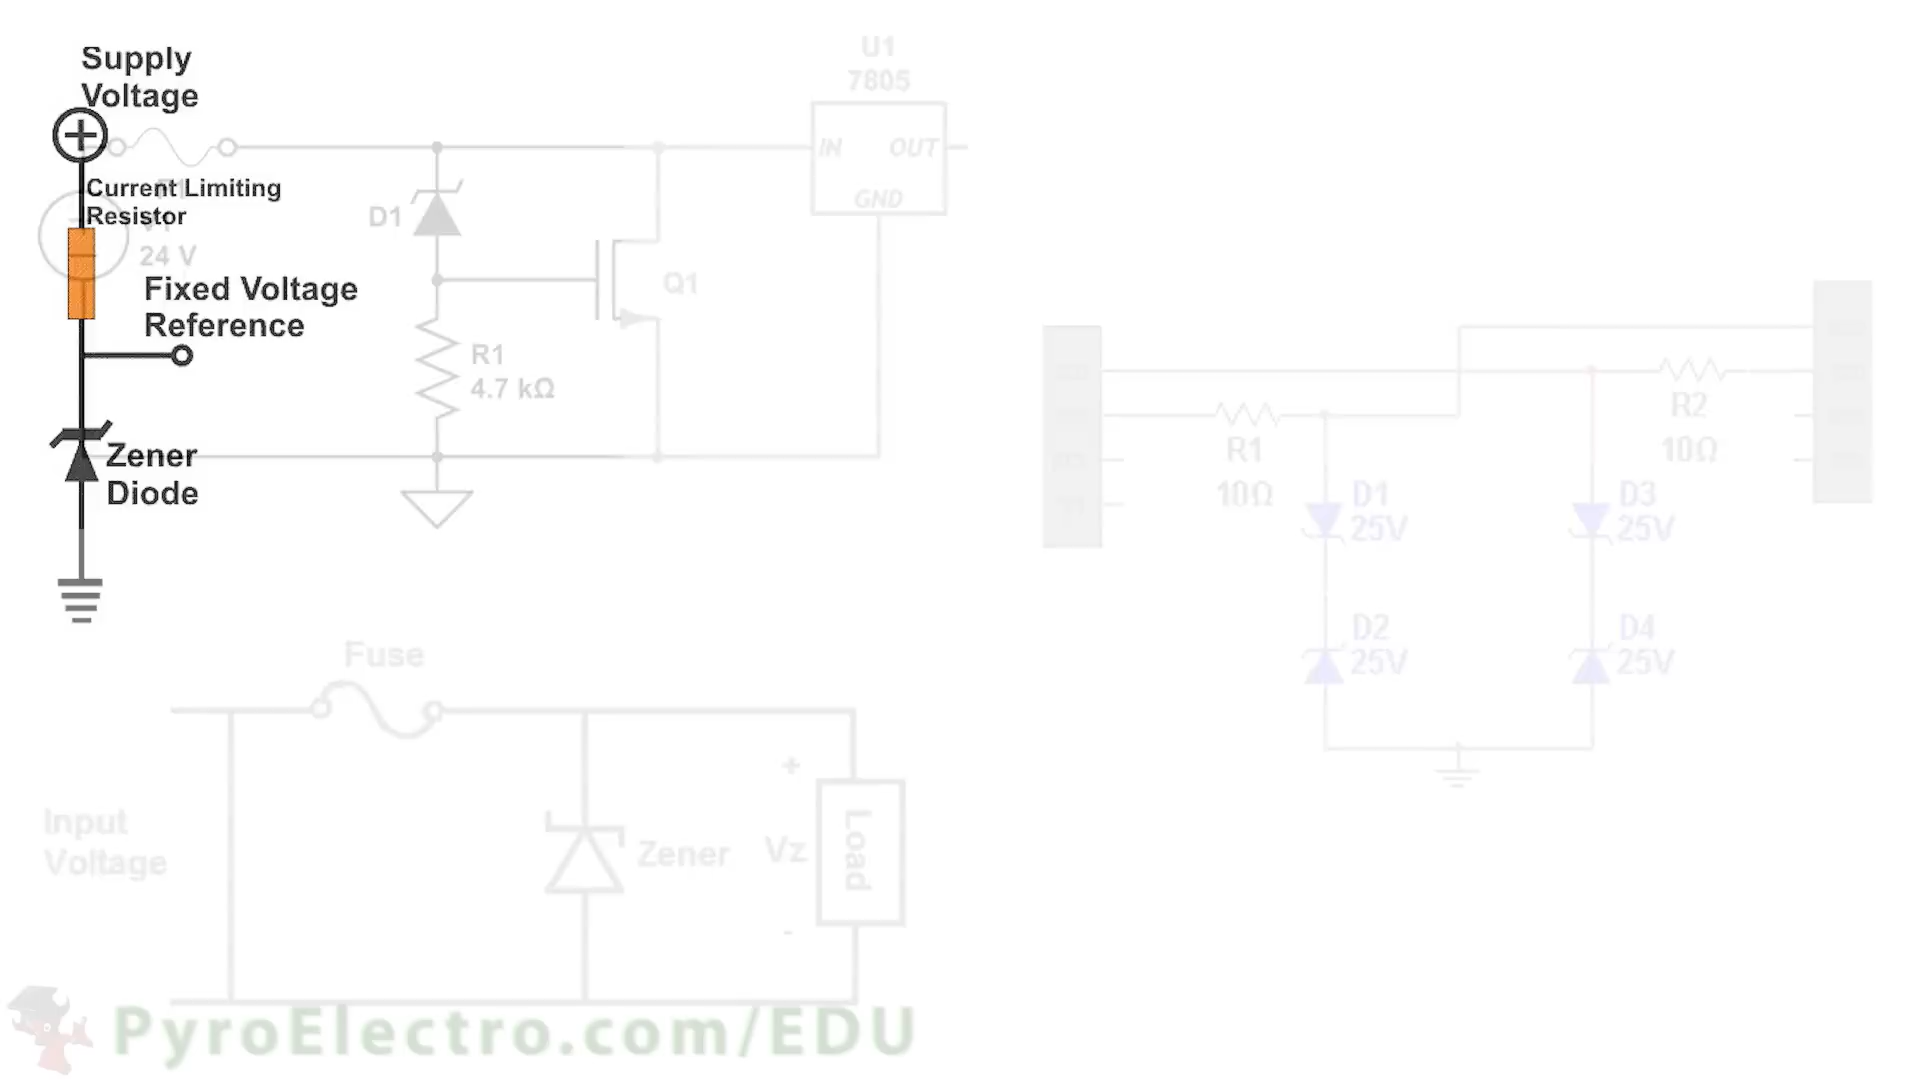 Supply
Voltage
Current Limiting
Resistor
24 V
Fixed Voltage
Reference
Zener
Diode
D1
R1
4.7 kΩ
Q1
U1
7805
IN
OUT
GND
R1
10Ω
R2
10Ω
D1
25V
D3
25V
D2
25V
D4
25V
Fuse
Input
Voltage
Zener
+
Vz
-
Load
PyroElectro.com/EDU